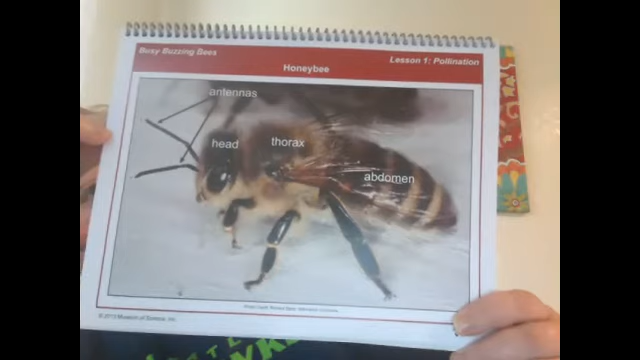 Busy Buzzing Bees
Lesson 1: Pollination
Honeybee
antennas
head
thorax
abdomen
© 2013 Museum of Science, Inc.